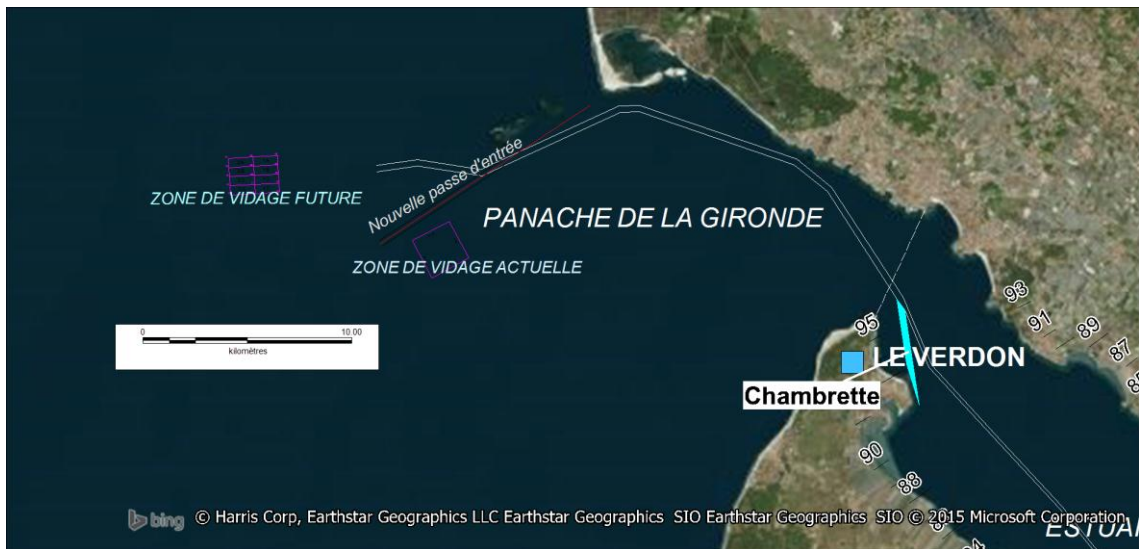 Nouvelle passe d'entrée
ZONE DE VIDAGE FUTURE
PANACHE DE LA GIRONDE
ZONE DE VIDAGE ACTUELLE
0
10.00
kilomètres
93
95
91
89
87
LE VERDON
Chambrette
90
88
bing © Harris Corp, Earthstar Geographics LLC Earthstar Geographics SIO Earthstar Geographics SIO © 2015 Microsoft Corporation